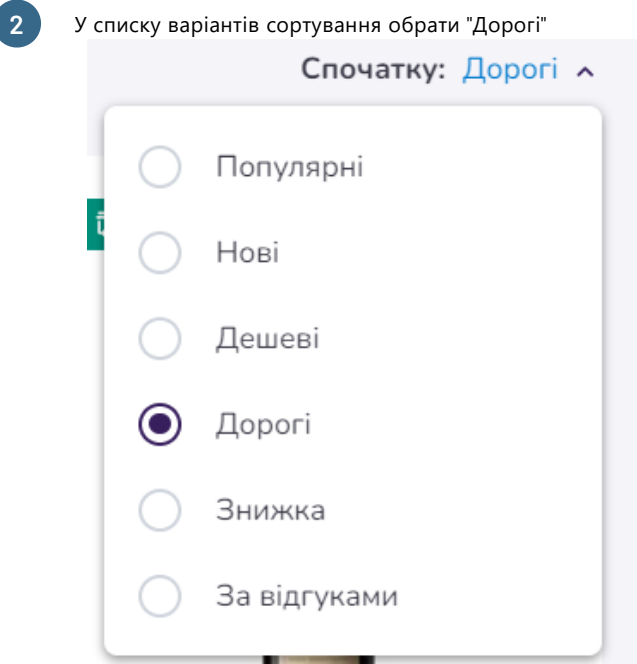 2
У списку варіантів сортування обрати "Дорогі"
Спочатку: Дорогі
Популярні
Нові
Дешеві
Дорогі
Знижка
За відгуками